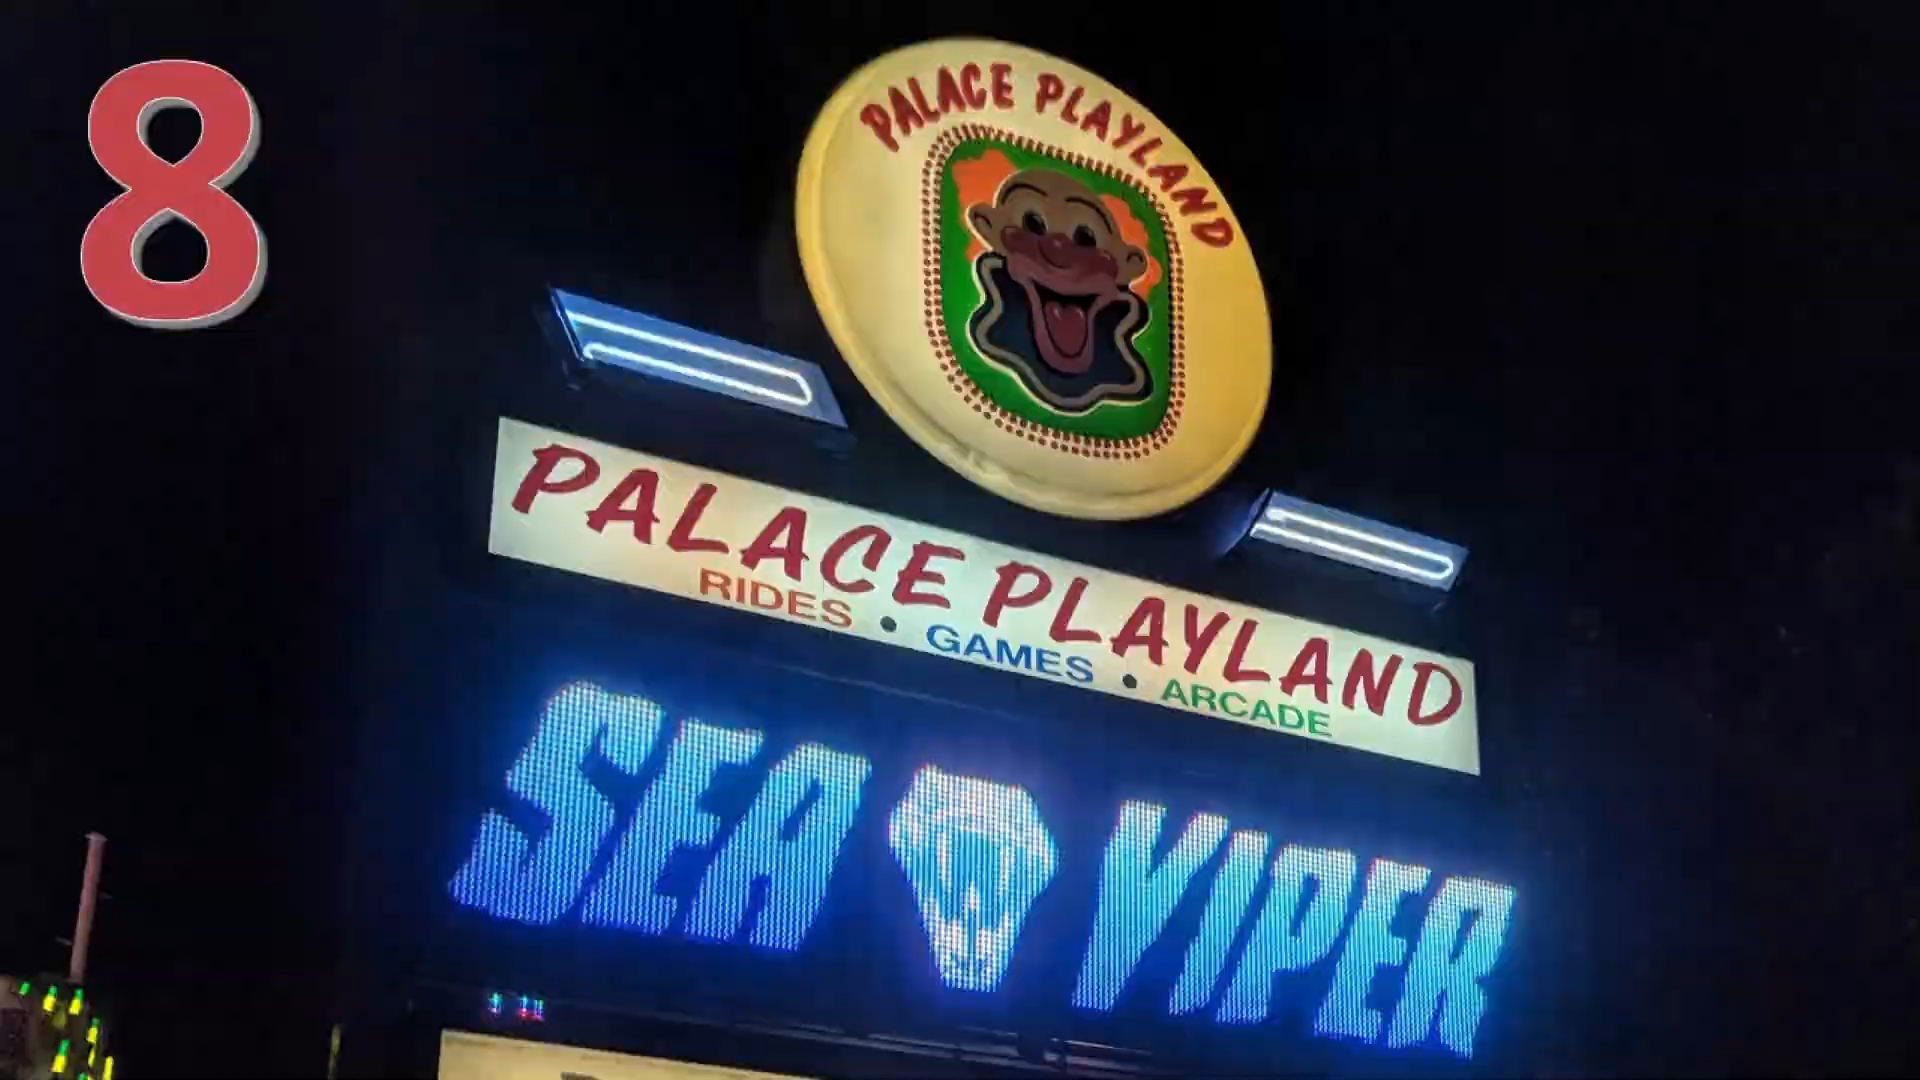 8
PALACE PLAYLAND
PALACE PLAYLAND
RIDES • GAMES • ARCADE
SEA VIPER